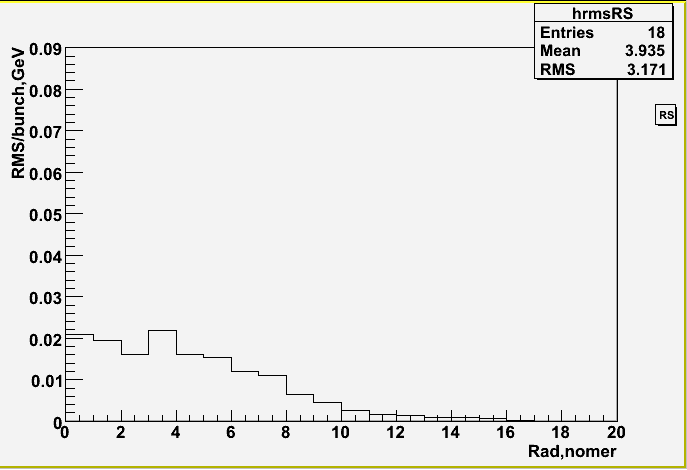 hrmsRS
Entries 18
Mean 3.935
RMS 3.171
RS
RMS/bunch,GeV
0.09
0.08
0.07
0.06
0.05
0.04
0.03
0.02
0.01
0
0 2 4 6 8 10 12 14 16 18 20
Rad,nomer